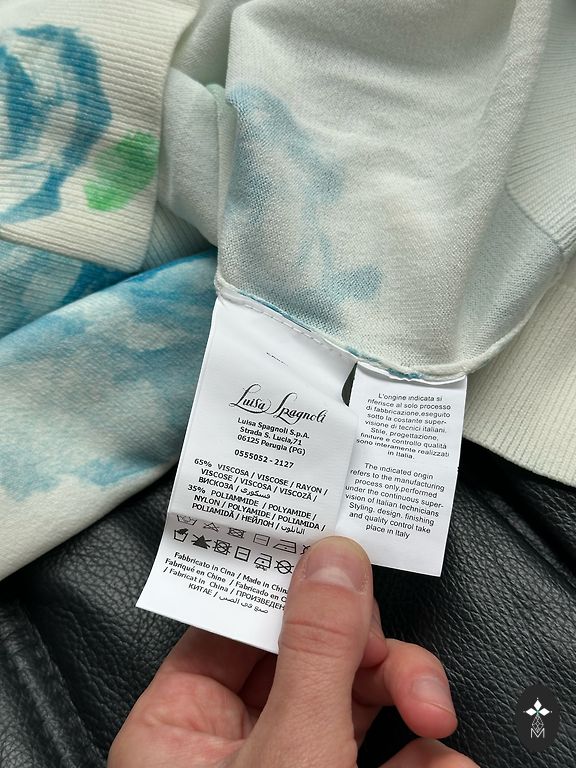 Luisa Spagnoli
Luisa Spagnoli S.p.A.
Strada S. Lucia,71
06125 Perugia (PG)
0555052 - 2127
65% VISCOSA / VISCOSE / RAYON /
VISCOSE / VISCOSĂ / VISCOZĂ /
ВИСКОЗА / فسكوزي
35% POLIAMMIDE / POLYAMIDE /
NYLON / POLYAMIDE / POLIAMIDA /
POLIAMIDĂ / НЕЙЛОН / النايلون
Fabbricato in Cina / Made in China
Fabriqué en Chine / Fabricado en
Fabricat in China / ПРОИЗВЕДЕН
КИТАЕ / صنع في الصين
L'origine indicata si
riferisce al solo processo
di fabbricazione,eseguito
sotto la costante super-
visione di tecnici italiani.
Stile, progettazione,
finiture e controllo qualità
sono interamente realizzati
in Italia.
The indicated origin
refers to the manufacturing
process only,performed
under the continuous super-
vision of Italian technicians
Styling, design, finishing
and quality control take
place in Italy
M